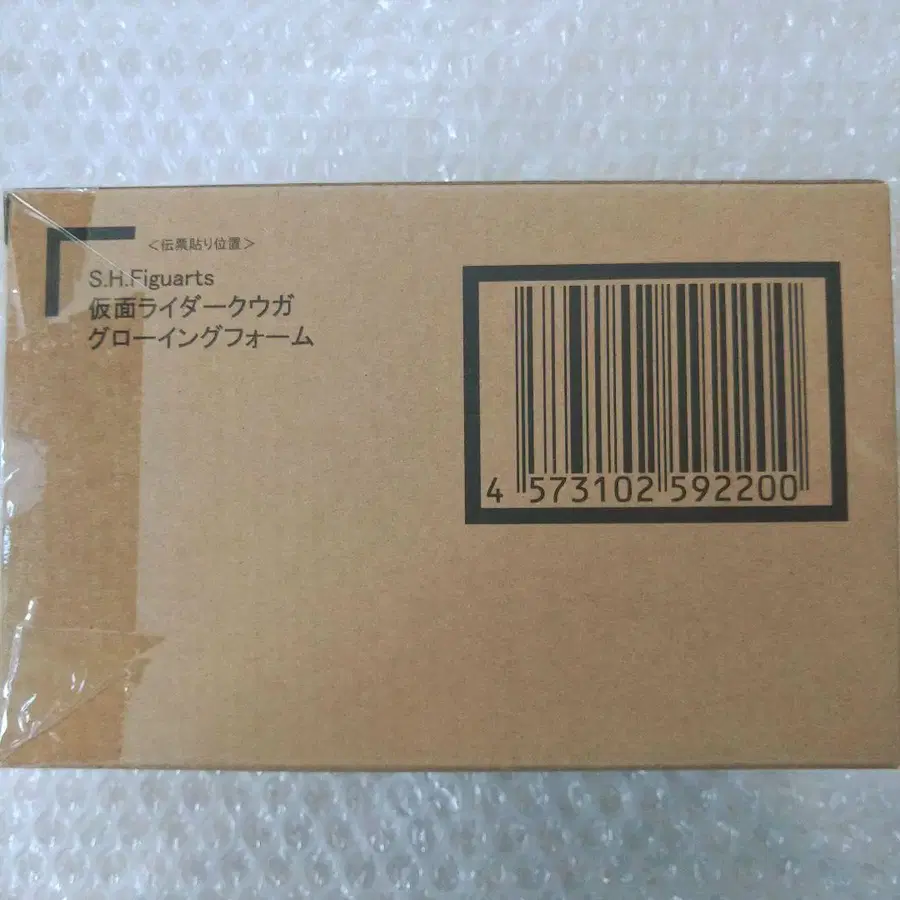 ＜伝票貼り位置＞
S.H.Figuarts
仮面ライダークウガ
グローイングフォーム
4 573102 592200